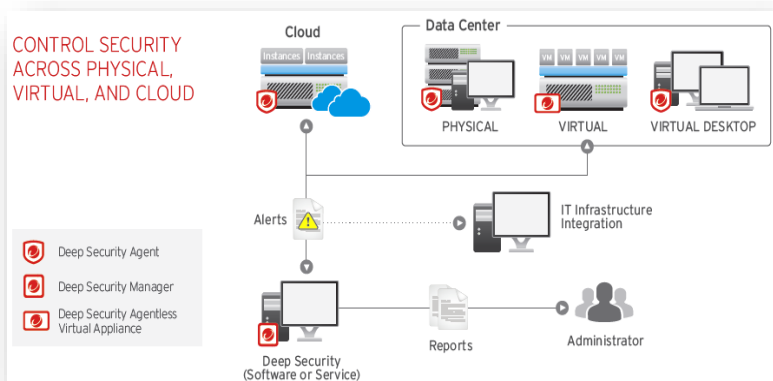 CONTROL SECURITY
ACROSS PHYSICAL,
VIRTUAL, AND CLOUD
Cloud
Instances Instances
Data Center
VM VM VM VM VM
PHYSICAL
VIRTUAL
VIRTUAL DESKTOP
Alerts
IT Infrastructure
Integration
Deep Security Agent
Deep Security Manager
Deep Security Agentless
Virtual Appliance
Deep Security
(Software or Service)
Reports
Administrator